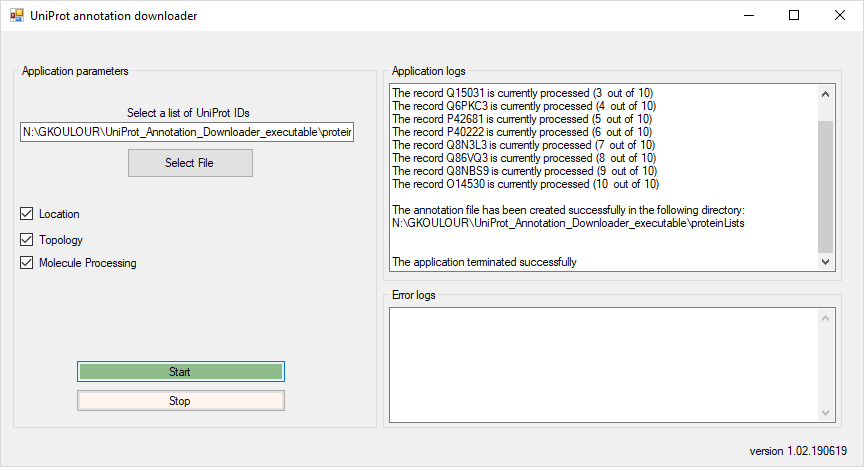 UniProt annotation downloader
Application parameters
Select a list of UniProt IDs
N:\GKOULOUR\UniProt_Annotation_Downloader_executable\protein
Select File
Location
Topology
Molecule Processing
Start
Stop
Application logs
The record Q15031 is currently processed (3 out of 10)
The record Q6PKC3 is currently processed (4 out of 10)
The record P42681 is currently processed (5 out of 10)
The record P40222 is currently processed (6 out of 10)
The record Q8N3L3 is currently processed (7 out of 10)
The record Q86VQ3 is currently processed (8 out of 10)
The record Q8NBS9 is currently processed (9 out of 10)
The record O14530 is currently processed (10 out of 10)
The annotation file has been created successfully in the following directory:
N:\GKOULOUR\UniProt_Annotation_Downloader_executable\proteinLists
The application terminated successfully
Error logs
version 1.02.190619